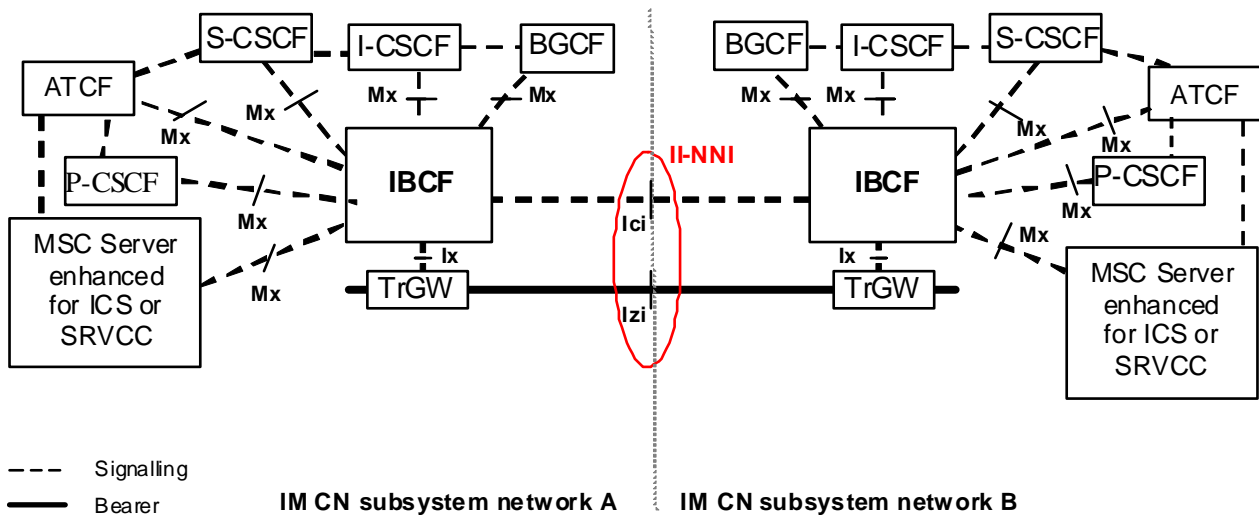 S-CSCF
I-CSCF
BGCF
BGCF
I-CSCF
S-CSCF
ATCF
ATCF
Mx
Mx
Mx
Mx
Mx
Mx
Mx
Mx
II-NNI
P-CSCF
IBCF
IBCF
P-CSCF
Mx
Mx
Ici
MSC Server
enhanced
for ICS or
SRVCC
Mx
Ix
Ix
Mx
MSC Server
enhanced
for ICS or
SRVCC
TrGW
TrGW
Izi
Signalling
Bearer
IM CN subsystem network A
IM CN subsystem network B